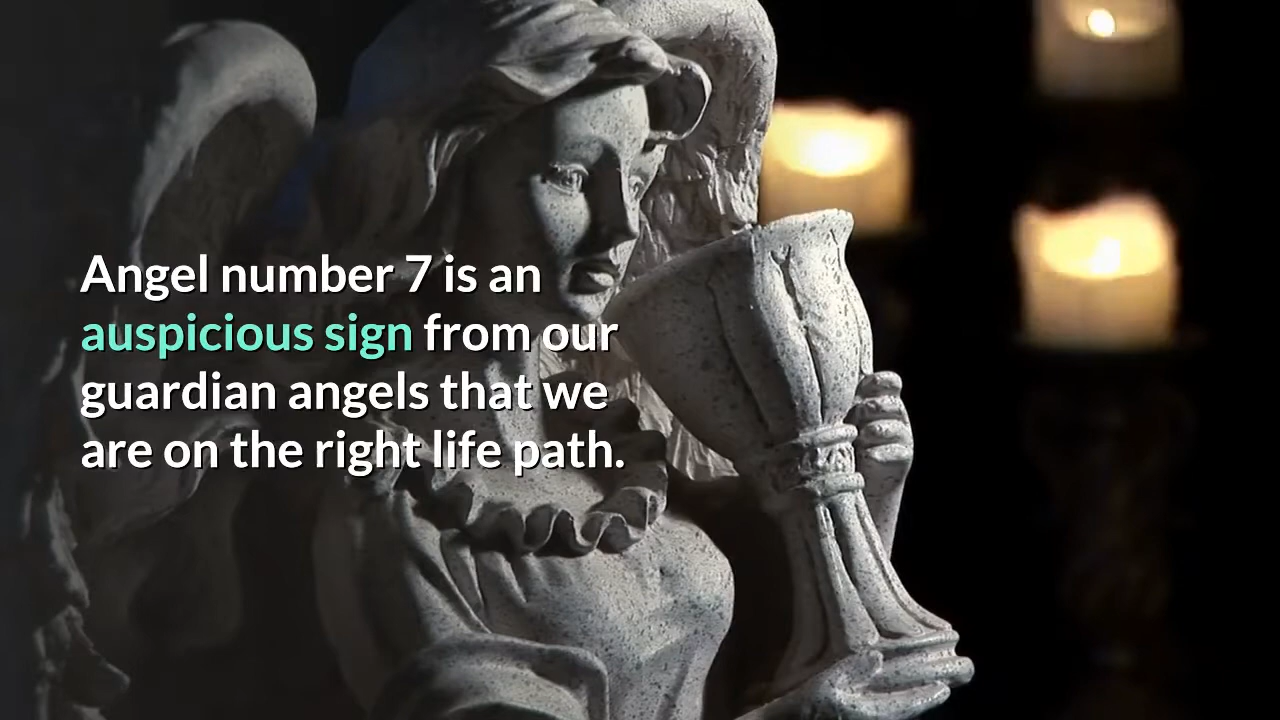 Angel number 7 is an
auspicious sign from our
guardian angels that we
are on the right life path.